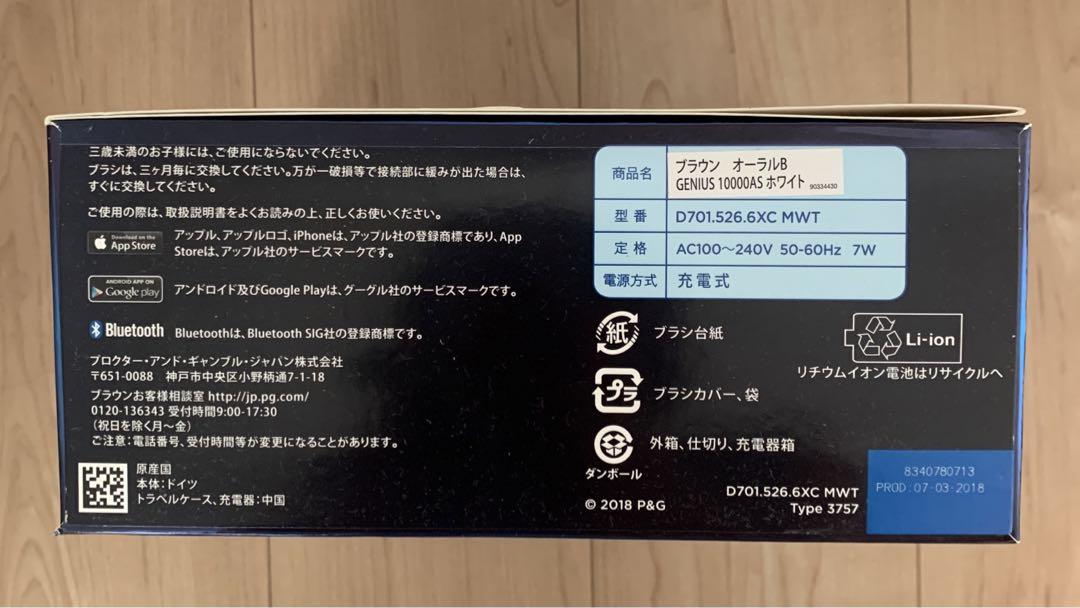 三歳未満のお子様には、ご使用にならないでください。
ブラシは、三ヶ月毎に交換してください。万が一破損等で接続部に緩みが出た場合は、
すぐに交換してください。
ご使用の際は、取扱説明書をよくお読みの上、正しくお使いください。
Download on the
App Store
アップル、アップルロゴ、iPhoneは、アップル社の登録商標であり、App
Storeは、アップル社のサービスマークです。
ANDROID APP ON
Google play
アンドロイド及びGoogle Playは、グーグル社のサービスマークです。
Bluetooth
Bluetoothは、Bluetooth SIG社の登録商標です。
プロクター・アンド・ギャンブル・ジャパン株式会社
〒651-0088 神戸市中央区小野柄通7-1-18
ブラウンお客様相談室 http://jp.pg.com/
0120-136343 受付時間9:00-17:30
(祝日を除く月~金)
ご注意:電話番号、受付時間等が変更になることがあります。
原産国
本体:ドイツ
トラベルケース、充電器:中国
商品名
ブラウン オーラルB
GENIUS 10000AS ホワイト 90334430
型番 D701.526.6XC MWT
定格 AC100~240V 50-60Hz 7W
電源方式 充電式
紙 ブラシ台紙
プラ ブラシカバー、袋
ダンボール 外箱、仕切り、充電器箱
Li-ion
リチウムイオン電池はリサイクルへ
© 2018 P&G
D701.526.6XC MWT
Type 3757
8340780713
PROD:07-03-2018